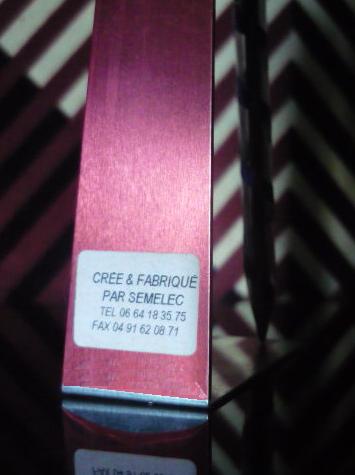 CRÉE & FABRIQUÉ
PAR SEMELEC
TEL 06 64 18 35 75
FAX 04 91 62 08 71